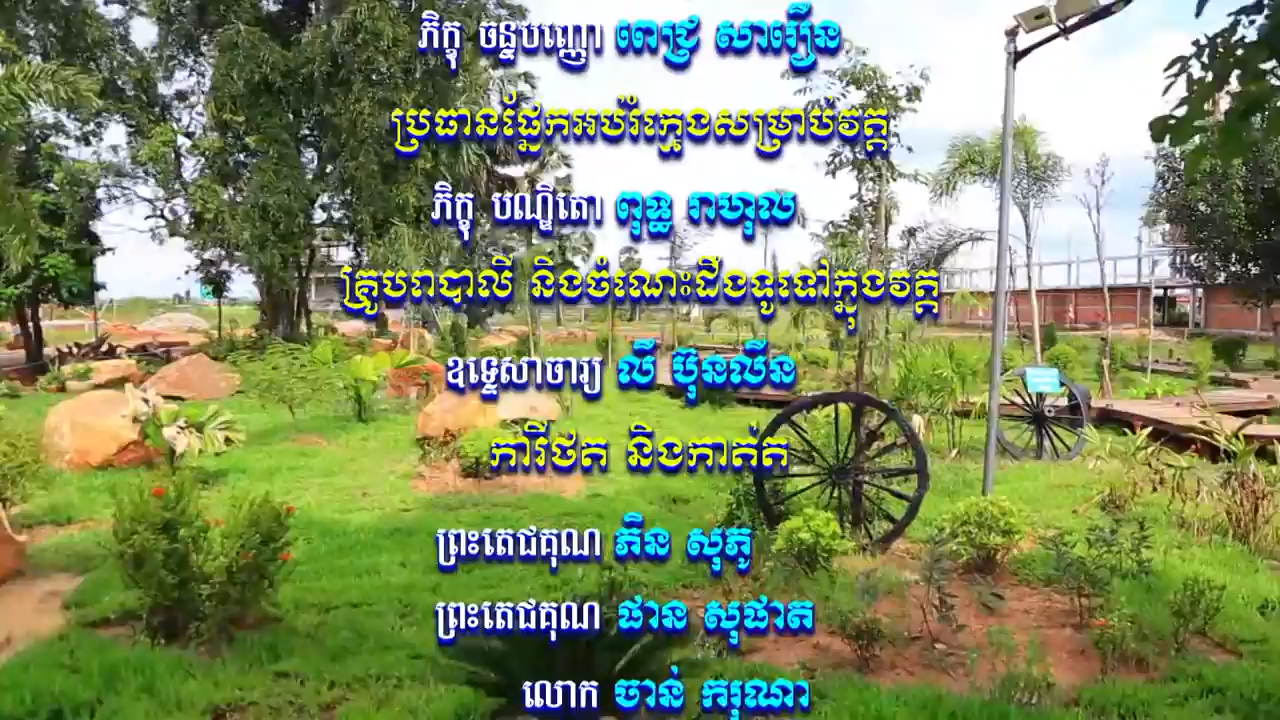 ភិក្ខុ ចន្ទបញ្ញោ ពេជ្រ សារឿន
ប្រធានផ្នែកអប់រំក្មេងសម្រាប់វត្ត
ភិក្ខុ បណ្ឌិតោ ពុទ្ធ រាហុល
គ្រូបរាបាលី និងចំណេះដឹងទូទៅក្នុងវត្ត
ឧទ្ទេសាចារ្យ លី ប៊ុនលីន
ការីថត និងកាត់ត
ព្រះតេជគុណ ភិន សុភូ
ព្រះតេជគុណ ផាន សុផាត
លោក ចាន់ ករុណា